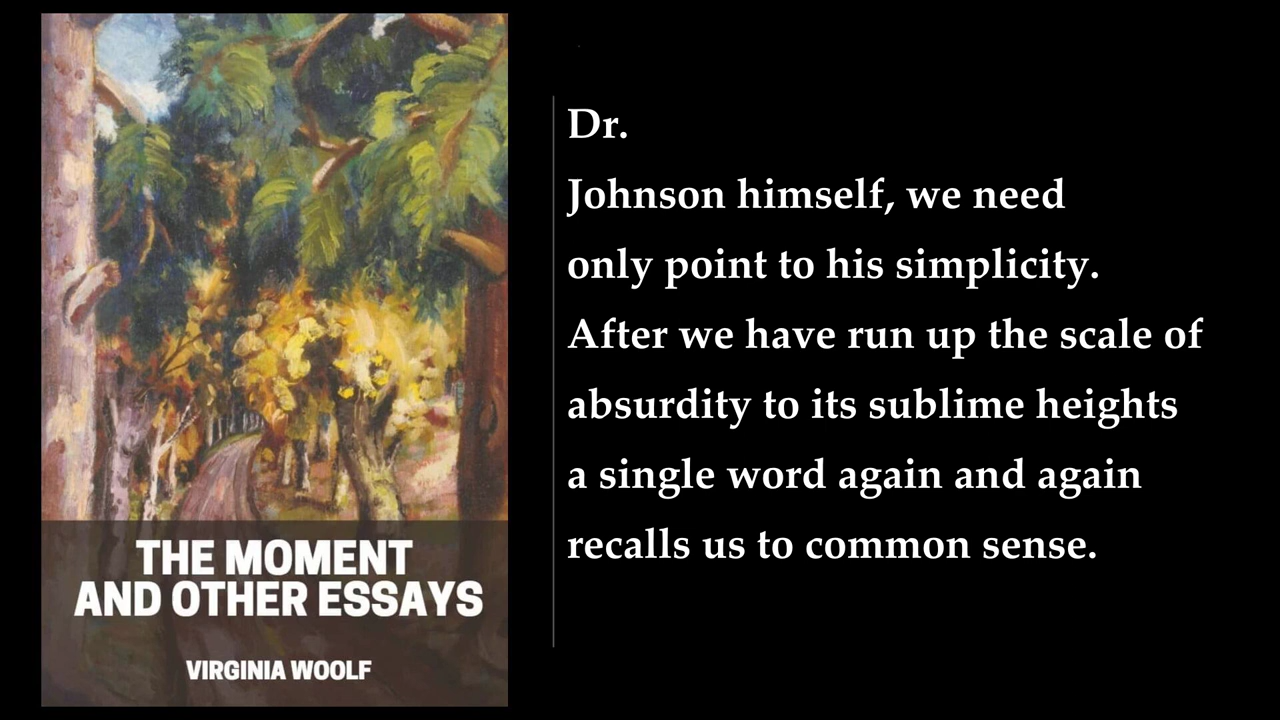 THE MOMENT
AND OTHER ESSAYS
VIRGINIA WOOLF
Dr.
Johnson himself, we need
only point to his simplicity.
After we have run up the scale of
absurdity to its sublime heights
a single word again and again
recalls us to common sense.